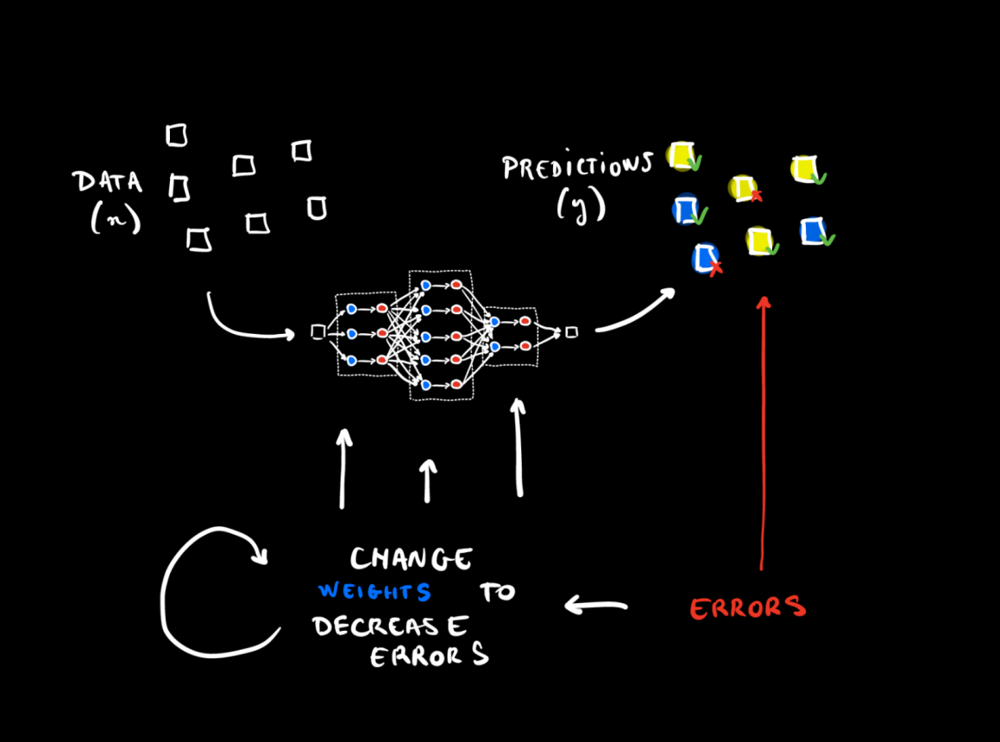 DATA
(x)
PREDICTIONS
(y)
CHANGE
WEIGHTS TO
DECREASE
ERRORS
ERRORS